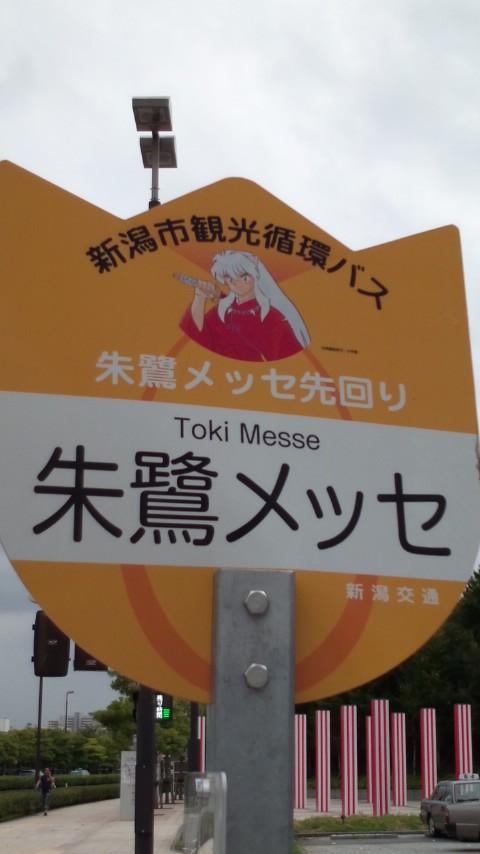 新潟市観光循環バス
朱鷺メッセ先回り
Toki Messe
朱鷺メッセ
新潟交通